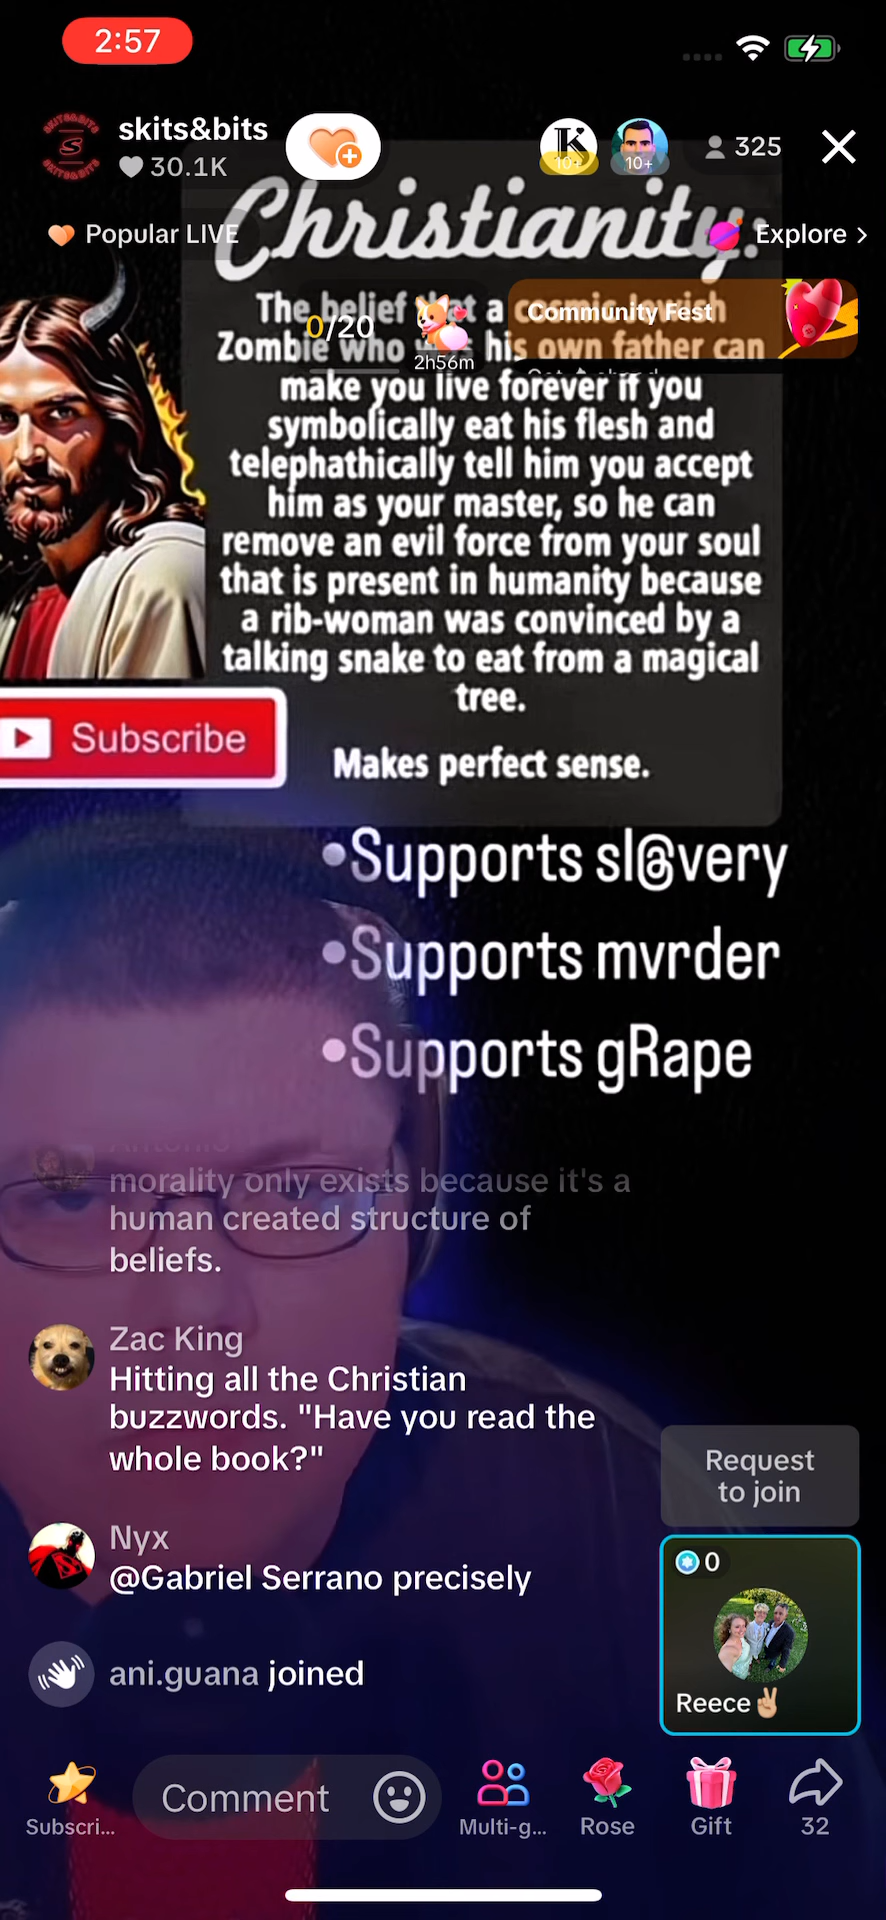 2:57
skits&bits
30.1K
10+
10+
325
Popular LIVE
Explore >
Christianity:
The belief that a cosmic Jewish
0/20
Community Fest
Zombie who was his own father can
2h56m
make you live forever if you
symbolically eat his flesh and
telephathically tell him you accept
him as your master, so he can
remove an evil force from your soul
that is present in humanity because
a rib-woman was convinced by a
talking snake to eat from a magical
tree.
Subscribe
Makes perfect sense.
•Supports sl@very
•Supports mvrder
•Supports gRape
Antonio
morality only exists because it's a
human created structure of
beliefs.
Zac King
Hitting all the Christian
buzzwords. "Have you read the
whole book?"
Request
to join
Nyx
@Gabriel Serrano precisely
0
ani.guana joined
Reece✌🏼
Comment
Subscri...
Multi-g...
Rose
Gift
32